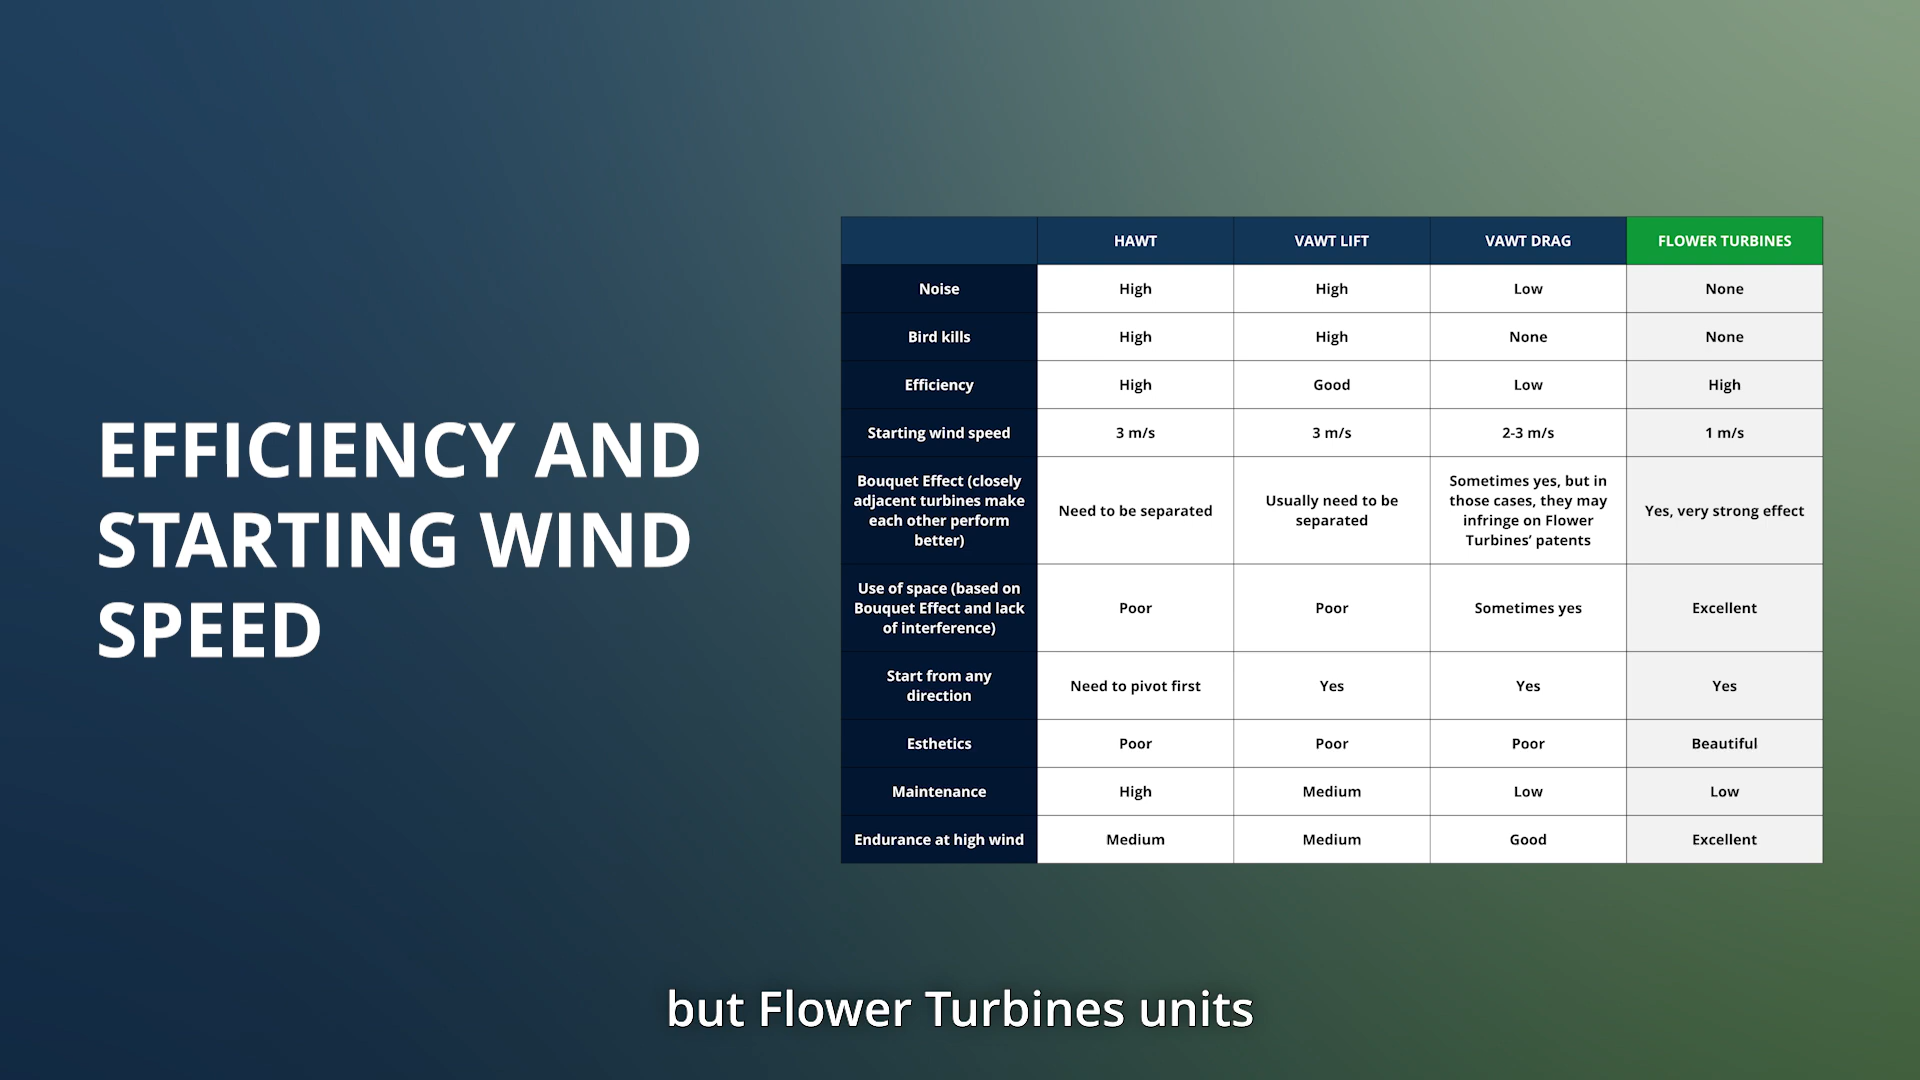 EFFICIENCY AND
STARTING WIND
SPEED
HAWT VAWT LIFT VAWT DRAG FLOWER TURBINES
Noise High High Low None
Bird kills High High None None
Efficiency High Good Low High
Starting wind speed 3 m/s 3 m/s 2-3 m/s 1 m/s
Bouquet Effect (closely
adjacent turbines make
each other perform
better)
Need to be separated
Usually need to be
separated
Sometimes yes, but in
those cases, they may
infringe on Flower
Turbines’ patents
Yes, very strong effect
Use of space (based on
Bouquet Effect and lack
of interference)
Poor Poor Sometimes yes Excellent
Start from any
direction
Need to pivot first Yes Yes Yes
Esthetics Poor Poor Poor Beautiful
Maintenance High Medium Low Low
Endurance at high wind Medium Medium Good Excellent
but Flower Turbines units